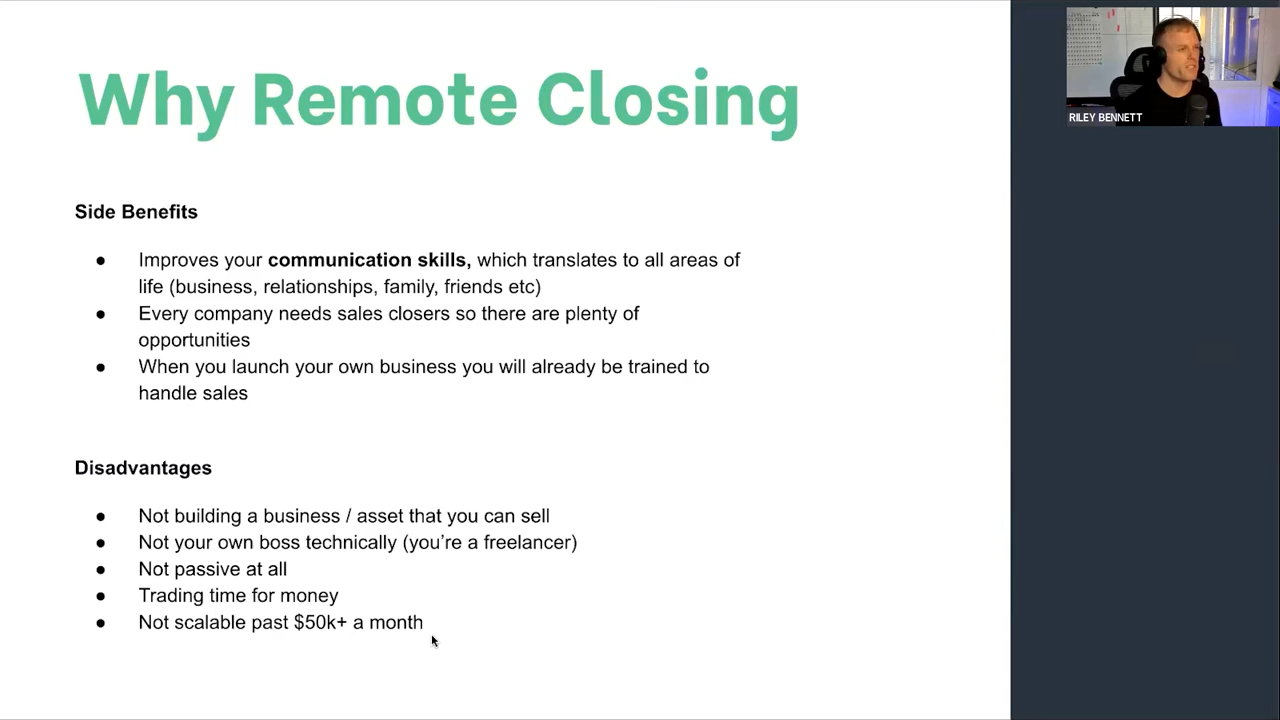 Why Remote Closing
RILEY BENNETT
Side Benefits
● Improves your communication skills, which translates to all areas of
life (business, relationships, family, friends etc)
● Every company needs sales closers so there are plenty of
opportunities
● When you launch your own business you will already be trained to
handle sales
Disadvantages
● Not building a business / asset that you can sell
● Not your own boss technically (you're a freelancer)
● Not passive at all
● Trading time for money
● Not scalable past $50k+ a month